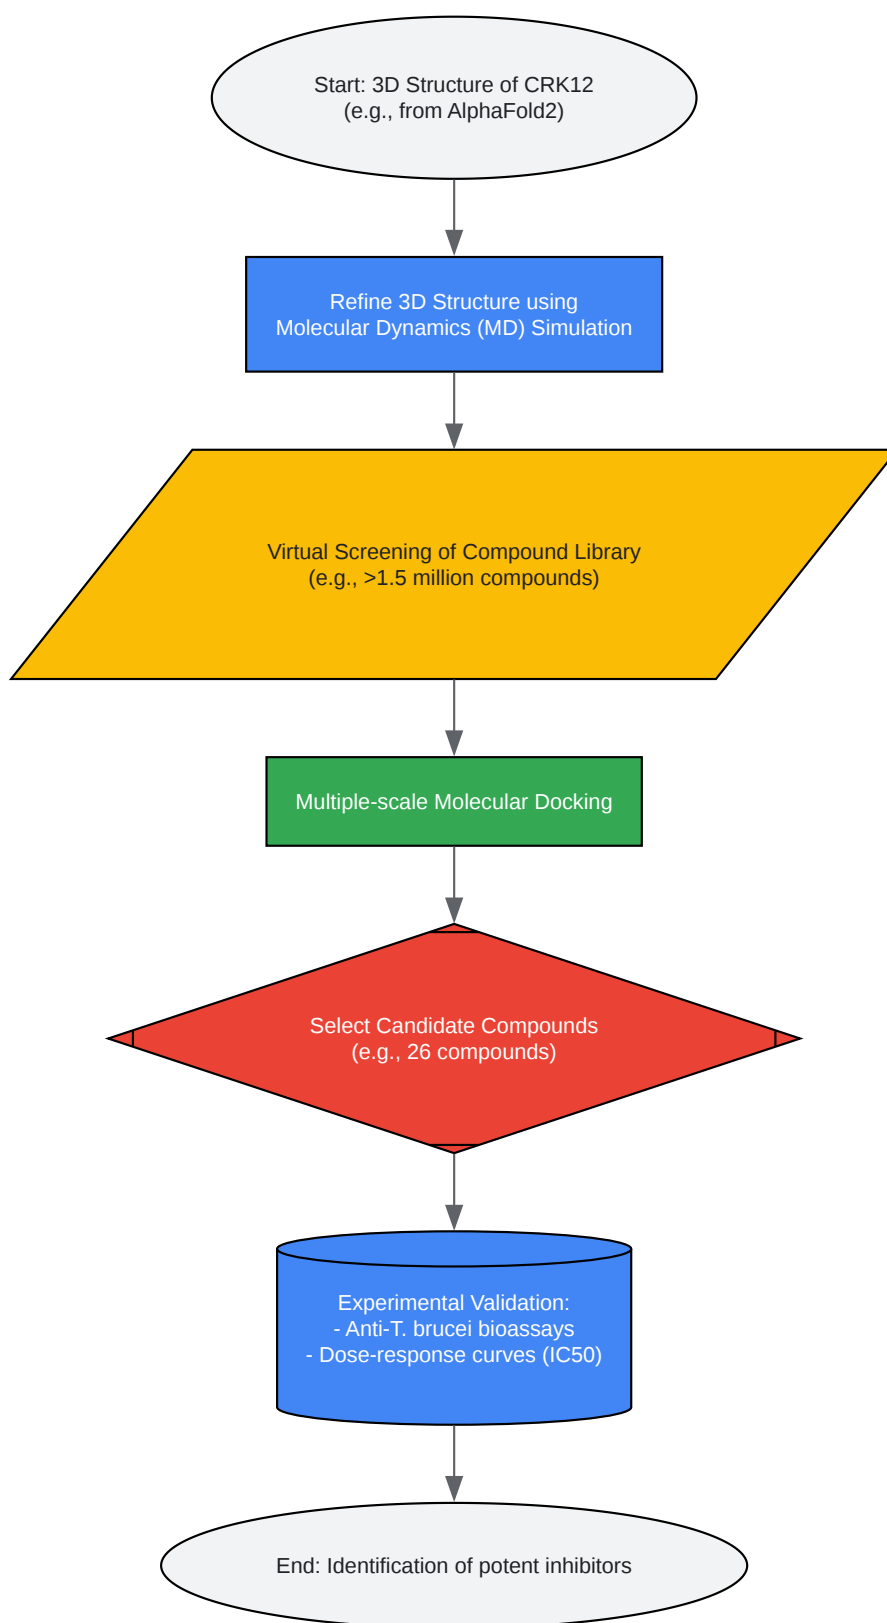 Start: 3D Structure of CRK12
(e.g., from AlphaFold2)
Refine 3D Structure using
Molecular Dynamics (MD) Simulation
Virtual Screening of Compound Library
(e.g., >1.5 million compounds)
Multiple-scale Molecular Docking
Select Candidate Compounds
(e.g., 26 compounds)
Experimental Validation:
- Anti-T. brucei bioassays
- Dose-response curves (IC50)
End: Identification of potent inhibitors